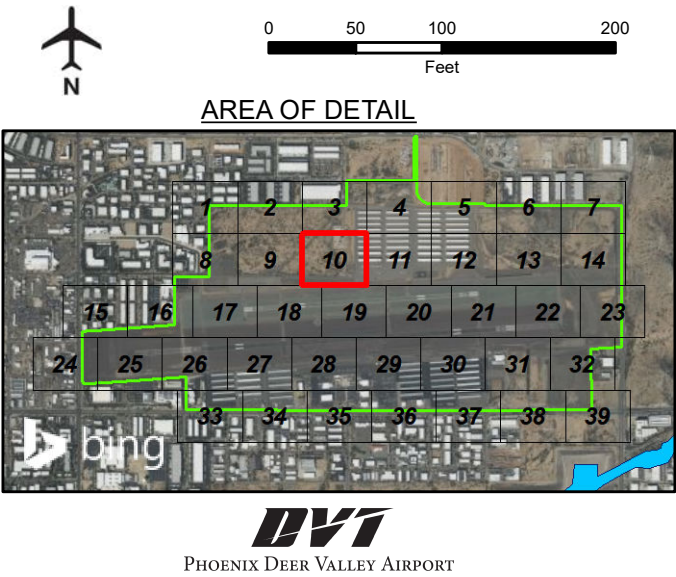 0 50 100 200
Feet
N
AREA OF DETAIL
1 2 3 4 5 6 7
8 9 10 11 12 13 14
15 16 17 18 19 20 21 22 23
24 25 26 27 28 29 30 31 32
33 34 35 36 37 38 39
bing
DVT
PHOENIX DEER VALLEY AIRPORT